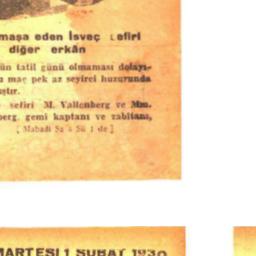 maşa eden İsveç sefiri
diğer erkân
ün tatil günü olmaması dolayı-
maç pek az seyirci huzurunda
ıştır.
sefiri M. Vallenberg ve Mm.
berg, gemi kaptanı ve zabitanı,
[ Mabadi Sa 5 Sü 1 de ]
MARTESİ 1 ŞUBAT 1930